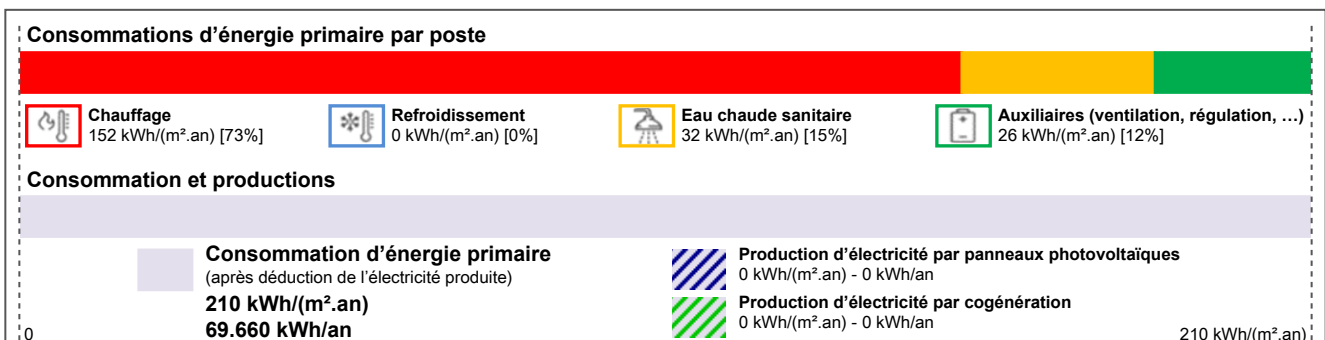 Consommations d’énergie primaire par poste
Chauffage
152 kWh/(m².an) [73%]
Refroidissement
0 kWh/(m².an) [0%]
Eau chaude sanitaire
32 kWh/(m².an) [15%]
Auxiliaires (ventilation, régulation, …)
26 kWh/(m².an) [12%]
Consommation et productions
Consommation d’énergie primaire
(après déduction de l’électricité produite)
210 kWh/(m².an)
69.660 kWh/an
Production d’électricité par panneaux photovoltaïques
0 kWh/(m².an) - 0 kWh/an
Production d’électricité par cogénération
0 kWh/(m².an) - 0 kWh/an
0
210 kWh/(m².an)